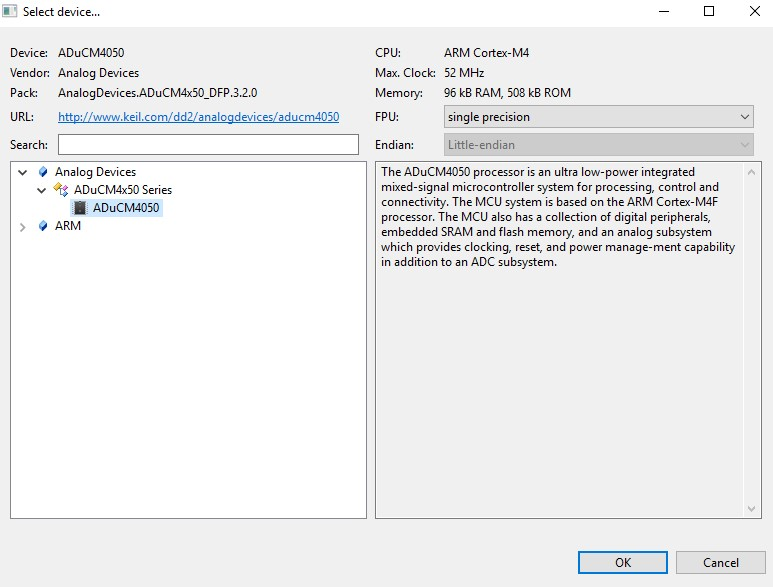 Select device...
Device: ADuCM4050
Vendor: Analog Devices
Pack: AnalogDevices.ADuCM4x50_DFP.3.2.0
URL: http://www.keil.com/dd2/analogdevices/aducm4050
Search:
CPU: ARM Cortex-M4
Max. Clock: 52 MHz
Memory: 96 kB RAM, 508 kB ROM
FPU: single precision
Endian: Little-endian
Analog Devices
ADuCM4x50 Series
ADuCM4050
ARM
The ADuCM4050 processor is an ultra low-power integrated
mixed-signal microcontroller system for processing, control and
connectivity. The MCU system is based on the ARM Cortex-M4F
processor. The MCU also has a collection of digital peripherals,
embedded SRAM and flash memory, and an analog subsystem
which provides clocking, reset, and power manage-ment capability
in addition to an ADC subsystem.
OK Cancel